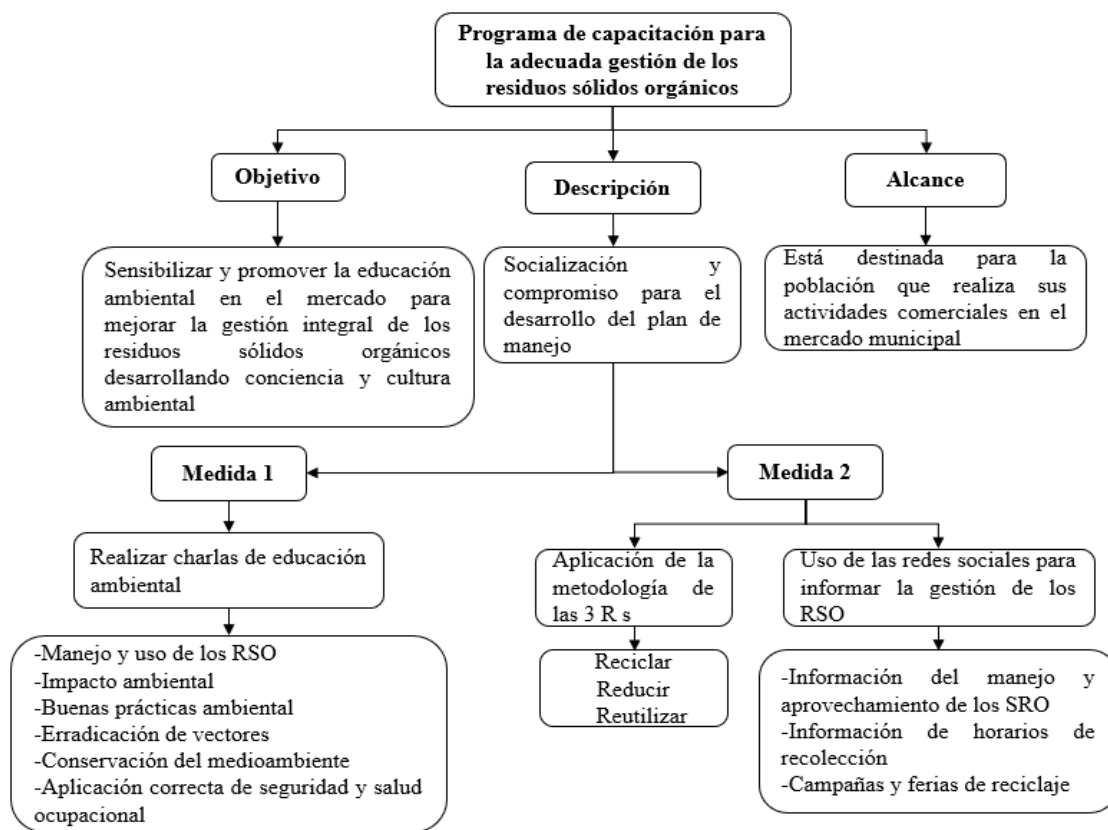 Programa de capacitación para
la adecuada gestión de los
residuos sólidos orgánicos
Objetivo
Descripción
Alcance
Sensibilizar y promover la educación
ambiental en el mercado para
mejorar la gestión integral de los
residuos sólidos orgánicos
desarrollando conciencia y cultura
ambiental
Socialización y
compromiso para el
desarrollo del plan de
manejo
Está destinada para la
población que realiza sus
actividades comerciales en el
mercado municipal
Medida 1
Medida 2
Realizar charlas de educación
ambiental
Aplicación de la
metodología de
las 3 R s
Uso de las redes sociales para
informar la gestión de los
RSO
-Manejo y uso de los RSO
-Impacto ambiental
-Buenas prácticas ambiental
-Erradicación de vectores
-Conservación del medioambiente
-Aplicación correcta de seguridad y salud
ocupacional
Reciclar
Reducir
Reutilizar
-Información del manejo y
aprovechamiento de los SRO
-Información de horarios de
recolección
-Campañas y ferias de reciclaje